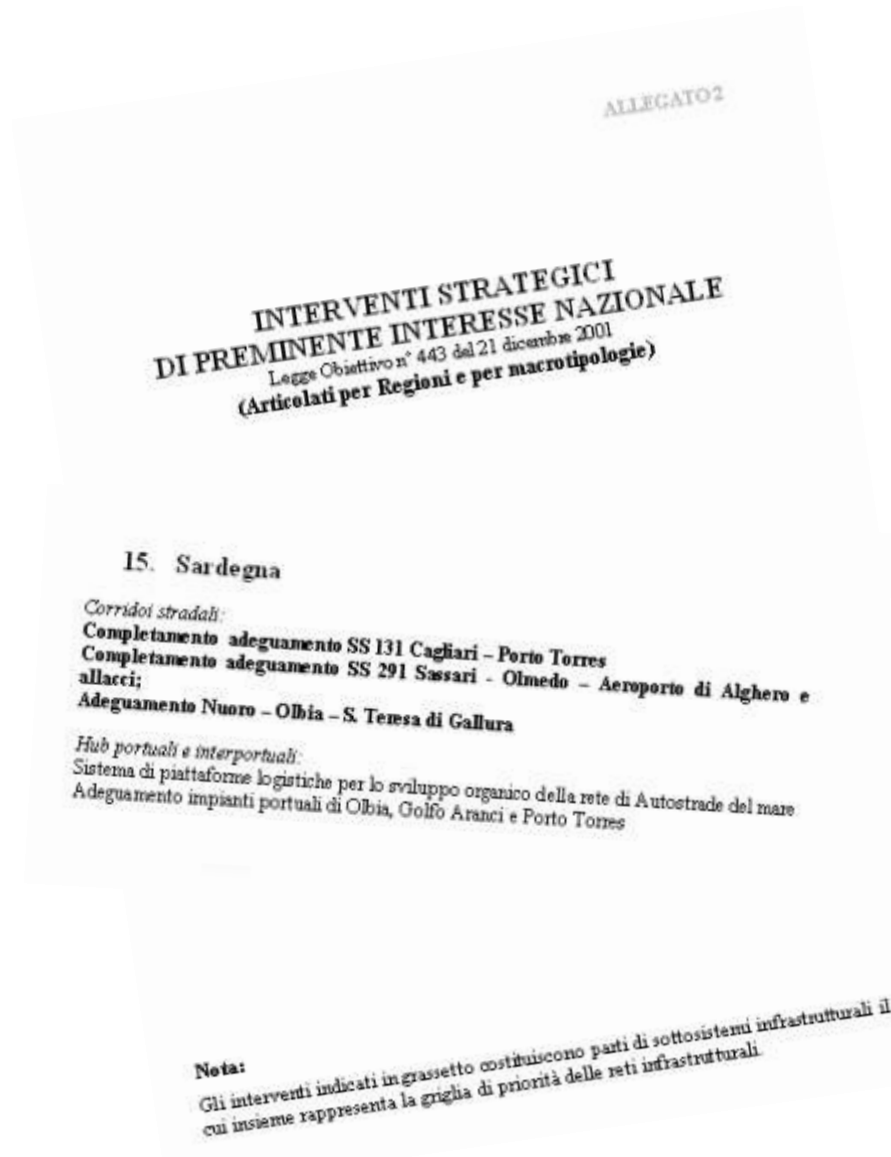 ALLEGATO 2
INTERVENTI STRATEGICI
DI PREMINENTE INTERESSE NAZIONALE
Legge Obiettivo n° 443 del 21 dicembre 2001
(Articolati per Regioni e per macrotipologie)
15. Sardegna
Corridoi stradali:
Completamento adeguamento SS 131 Cagliari – Porto Torres
Completamento adeguamento SS 291 Sassari - Olmedo – Aeroporto di Alghero e
allacci;
Adeguamento Nuoro – Olbia – S. Teresa di Gallura
Hub portuali e interportuali:
Sistema di piattaforme logistiche per lo sviluppo organico della rete di Autostrade del mare
Adeguamento impianti portuali di Olbia, Golfo Aranci e Porto Torres
Nota:
Gli interventi indicati in grassetto costituiscono parti di sottosistemi infrastrutturali il
cui insieme rappresenta la griglia di priorità delle reti infrastrutturali.